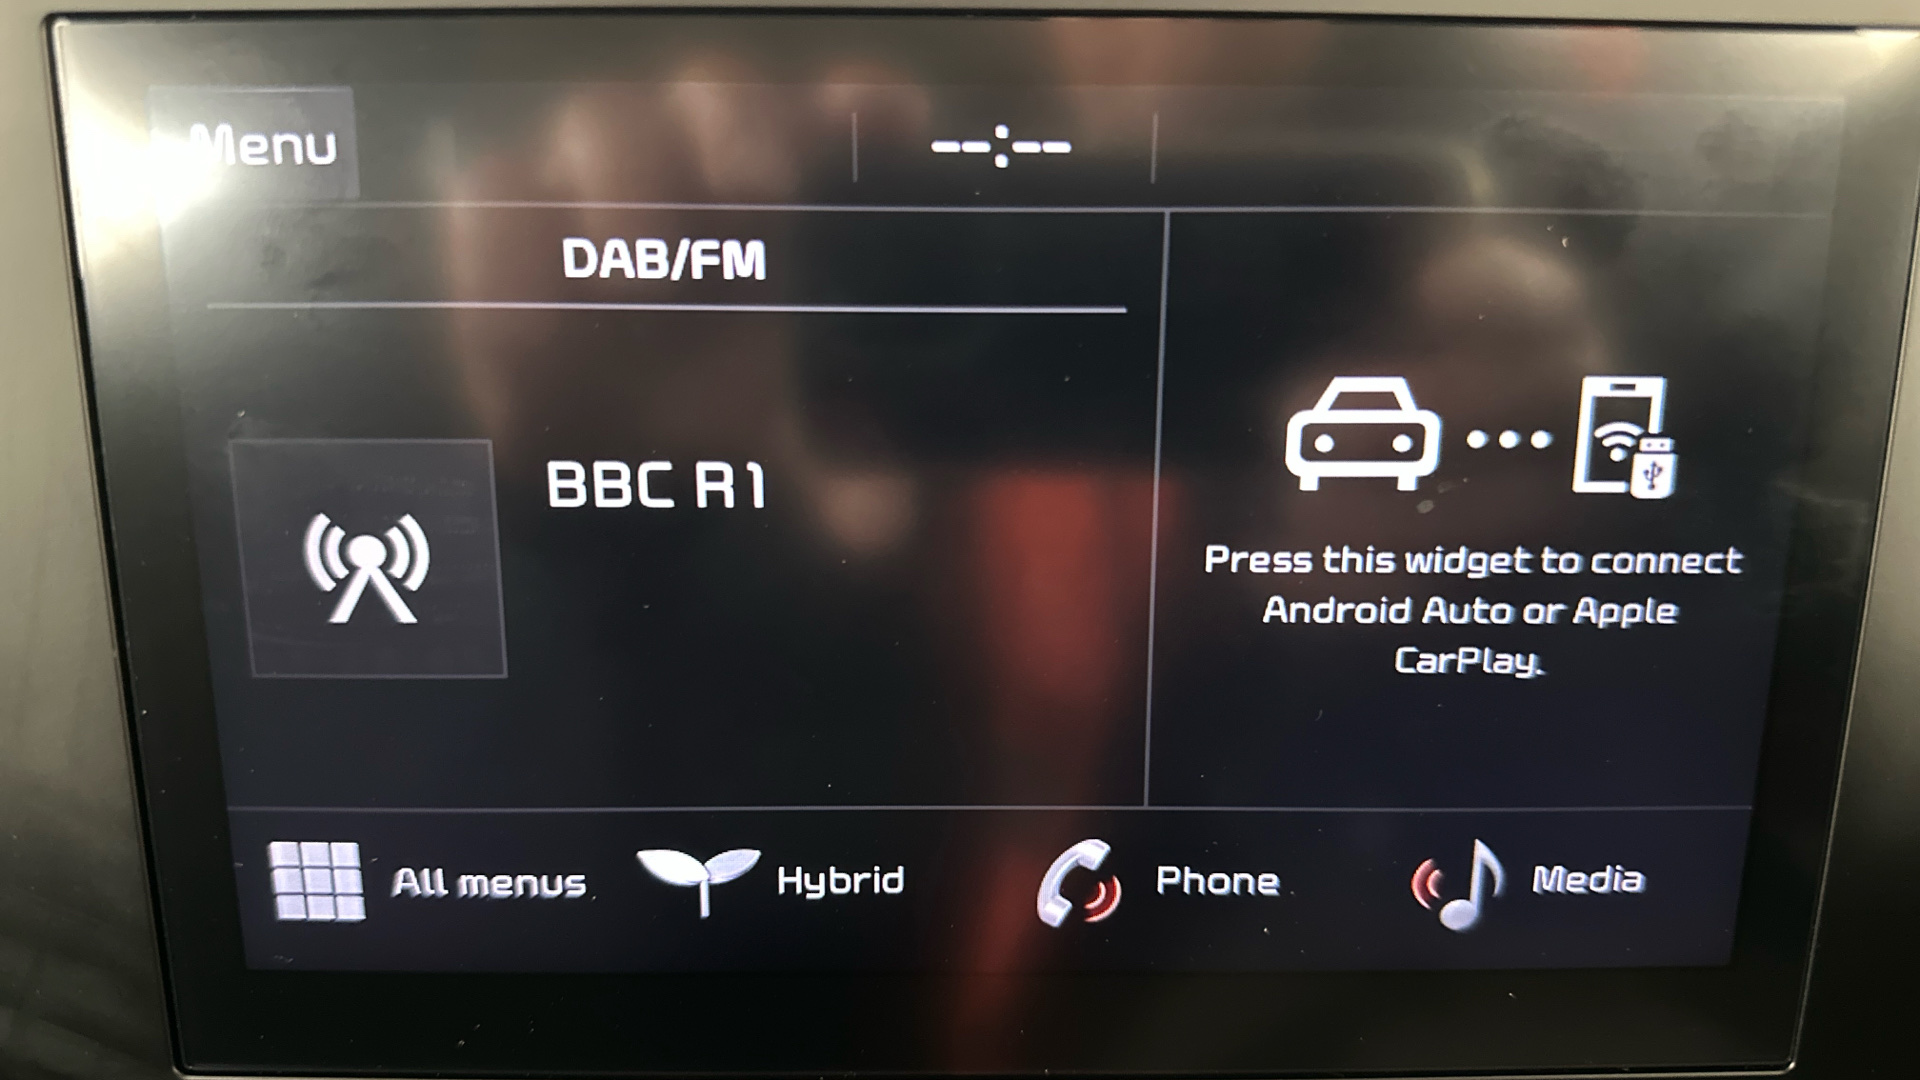 Menu
--:--
DAB/FM
BBC R1
Press this widget to connect
Android Auto or Apple
CarPlay.
All menus
Hybrid
Phone
Media